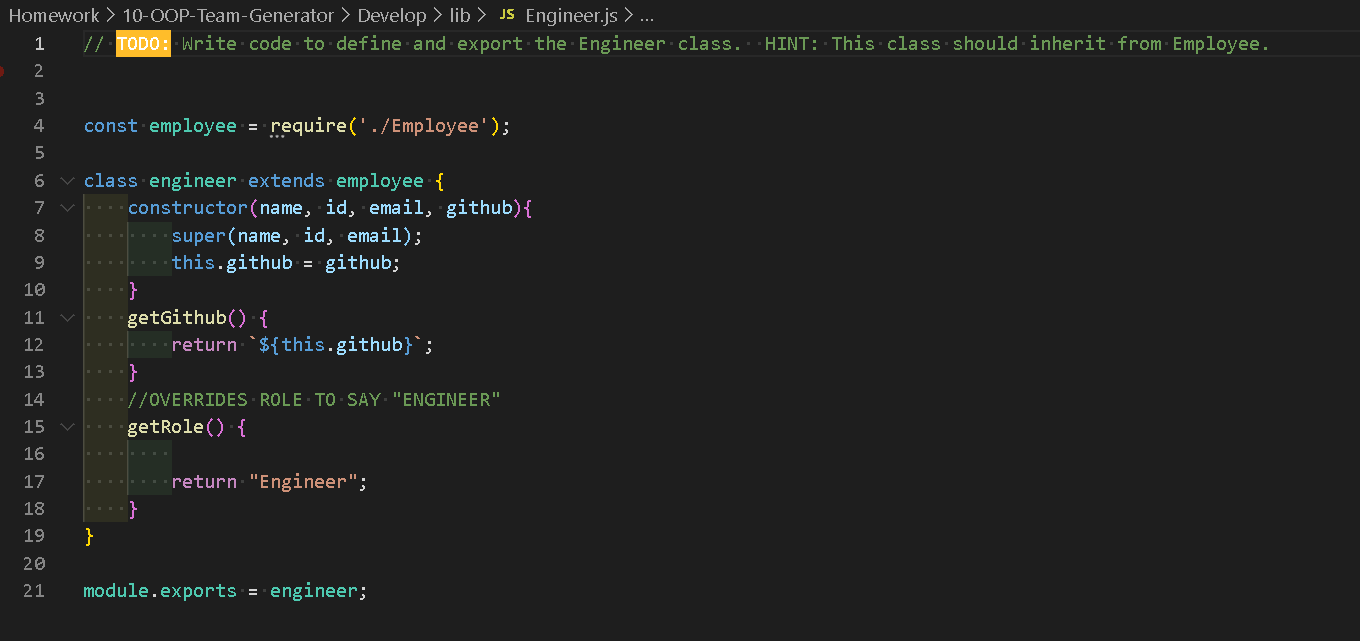 Homework > 10-OOP-Team-Generator > Develop > lib > JS Engineer.js > ...
1 // TODO: Write code to define and export the Engineer class.  HINT: This class should inherit from Employee.
2
3
4 const employee = require('./Employee');
5
6 class engineer extends employee {
7     constructor(name, id, email, github){
8         super(name, id, email);
9         this.github = github;
10     }
11     getGithub() {
12         return `${this.github}`;
13     }
14     //OVERRIDES ROLE TO SAY "ENGINEER"
15     getRole() {
16
17         return "Engineer";
18     }
19 }
20
21 module.exports = engineer;